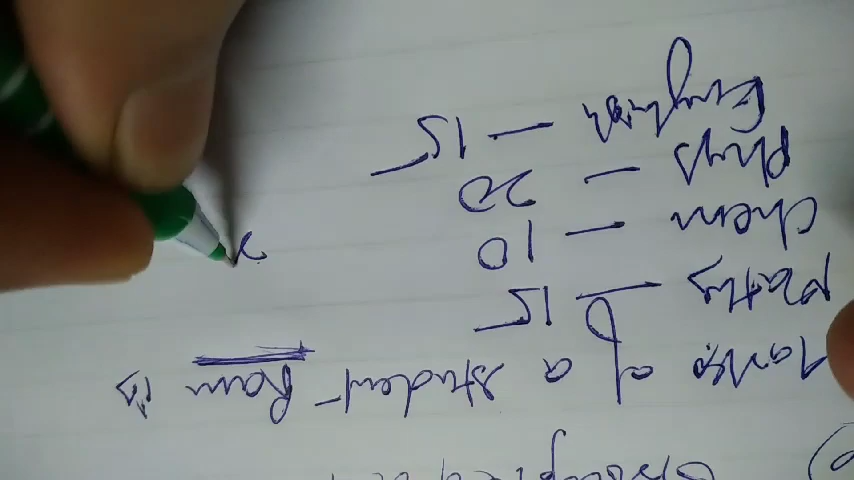 Marks of a student Ram is
Maths — 15
Chem — 10
Phys — 20
English — 15